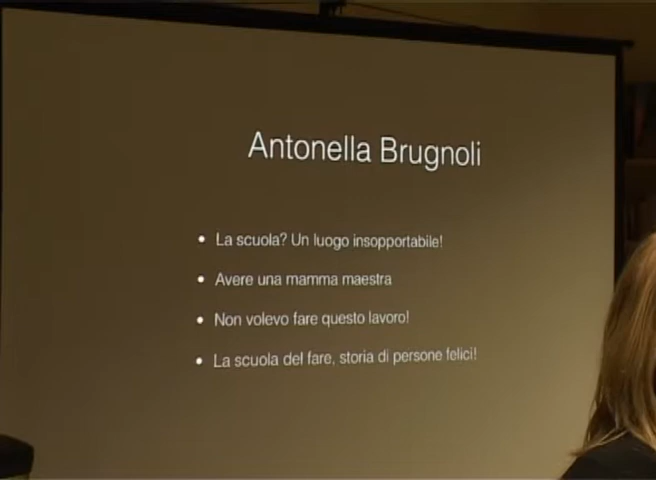 Antonella Brugnoli
• La scuola? Un luogo insopportabile!
• Avere una mamma maestra
• Non volevo fare questo lavoro!
• La scuola del fare, storia di persone felici!